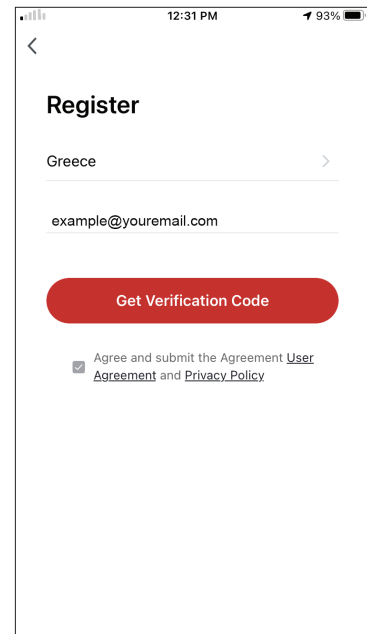 12:31 PM
93%
Register
Greece
example@youremail.com
Get Verification Code
Agree and submit the Agreement User
Agreement and Privacy Policy